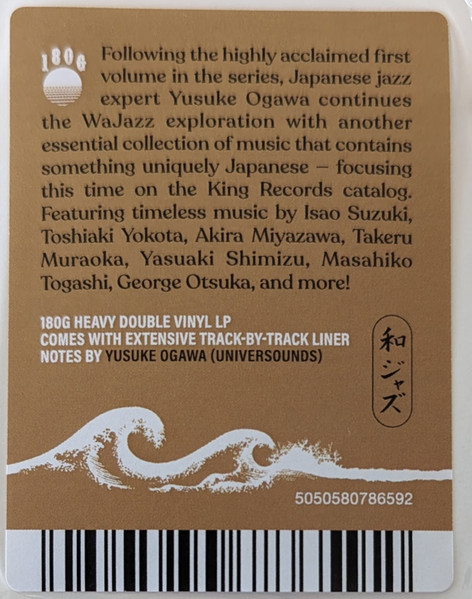 180G
Following the highly acclaimed first
volume in the series, Japanese jazz
expert Yusuke Ogawa continues
the WaJazz exploration with another
essential collection of music that contains
something uniquely Japanese – focusing
this time on the King Records catalog.
Featuring timeless music by Isao Suzuki,
Toshiaki Yokota, Akira Miyazawa, Takeru
Muraoka, Yasuaki Shimizu, Masahiko
Togashi, George Otsuka, and more!
180G HEAVY DOUBLE VINYL LP
COMES WITH EXTENSIVE TRACK-BY-TRACK LINER
NOTES BY YUSUKE OGAWA (UNIVERSOUNDS)
和ジャズ
5050580786592